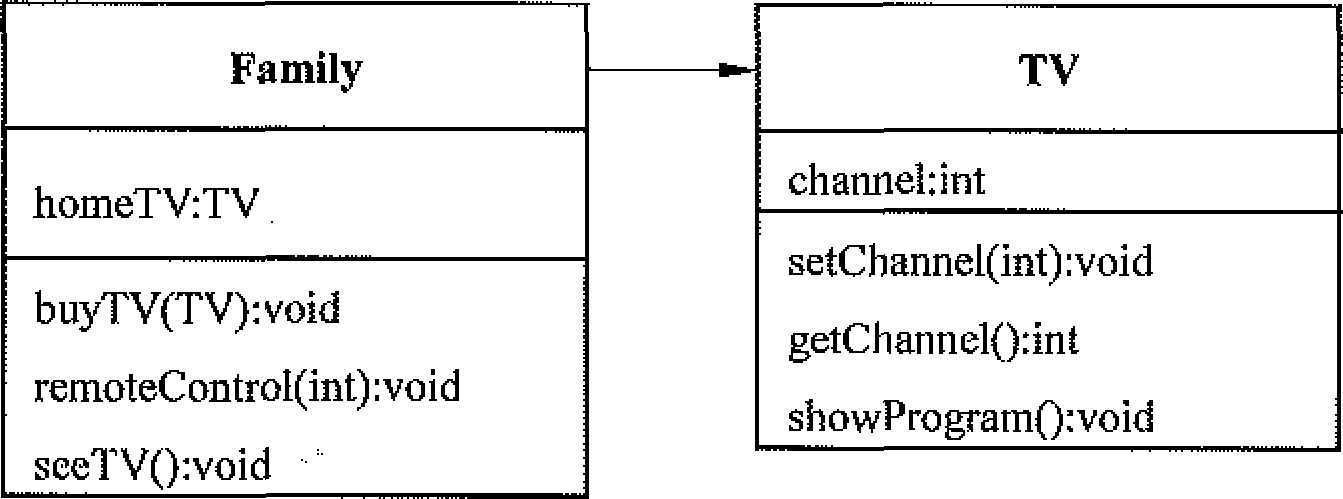 Family
homeTV:TV
buyTV(TV):void
remoteControl(int):void
seeTV():void
TV
channel:int
setChannel(int):void
getChannel():int
showProgram():void